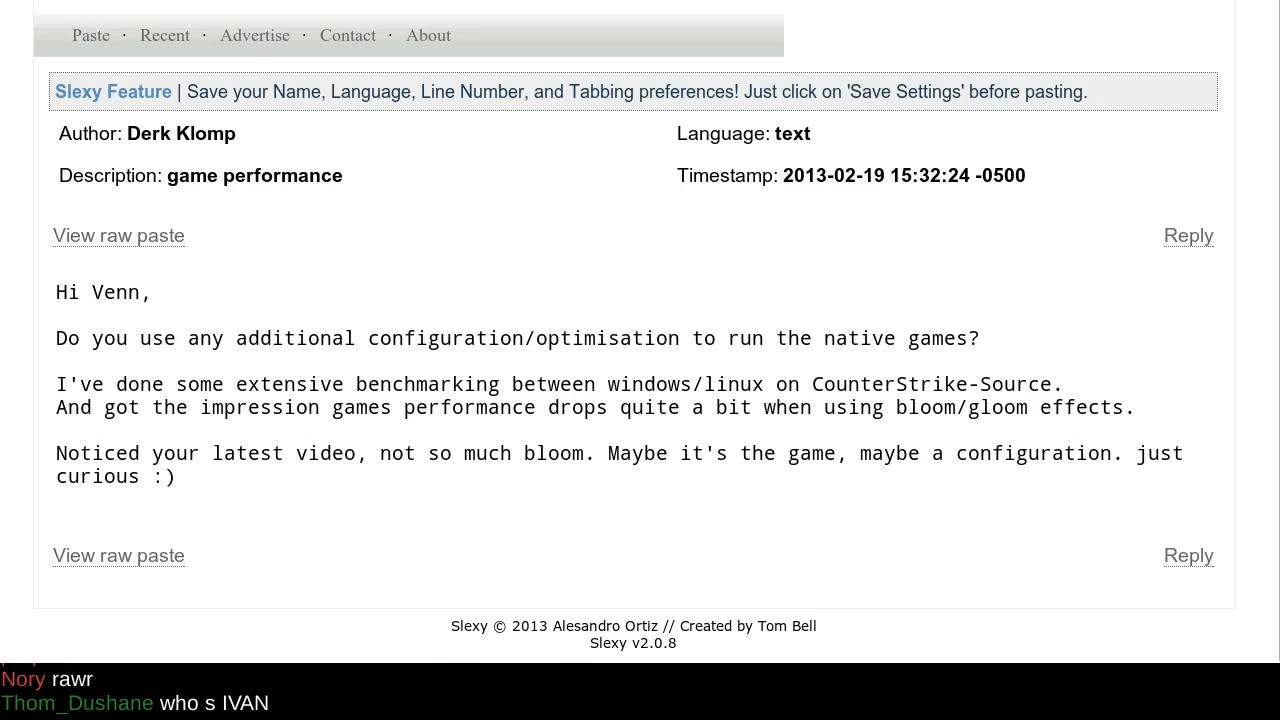 Paste · Recent · Advertise · Contact · About
Slexy Feature | Save your Name, Language, Line Number, and Tabbing preferences! Just click on 'Save Settings' before pasting.
Author: Derk Klomp
Language: text
Description: game performance
Timestamp: 2013-02-19 15:32:24 -0500
View raw paste
Reply
Hi Venn,
Do you use any additional configuration/optimisation to run the native games?
I've done some extensive benchmarking between windows/linux on CounterStrike-Source.
And got the impression games performance drops quite a bit when using bloom/gloom effects.
Noticed your latest video, not so much bloom. Maybe it's the game, maybe a configuration. just
curious :)
View raw paste
Reply
Slexy © 2013 Alesandro Ortiz // Created by Tom Bell
Slexy v2.0.8
Nory rawr
Thom_Dushane who s IVAN